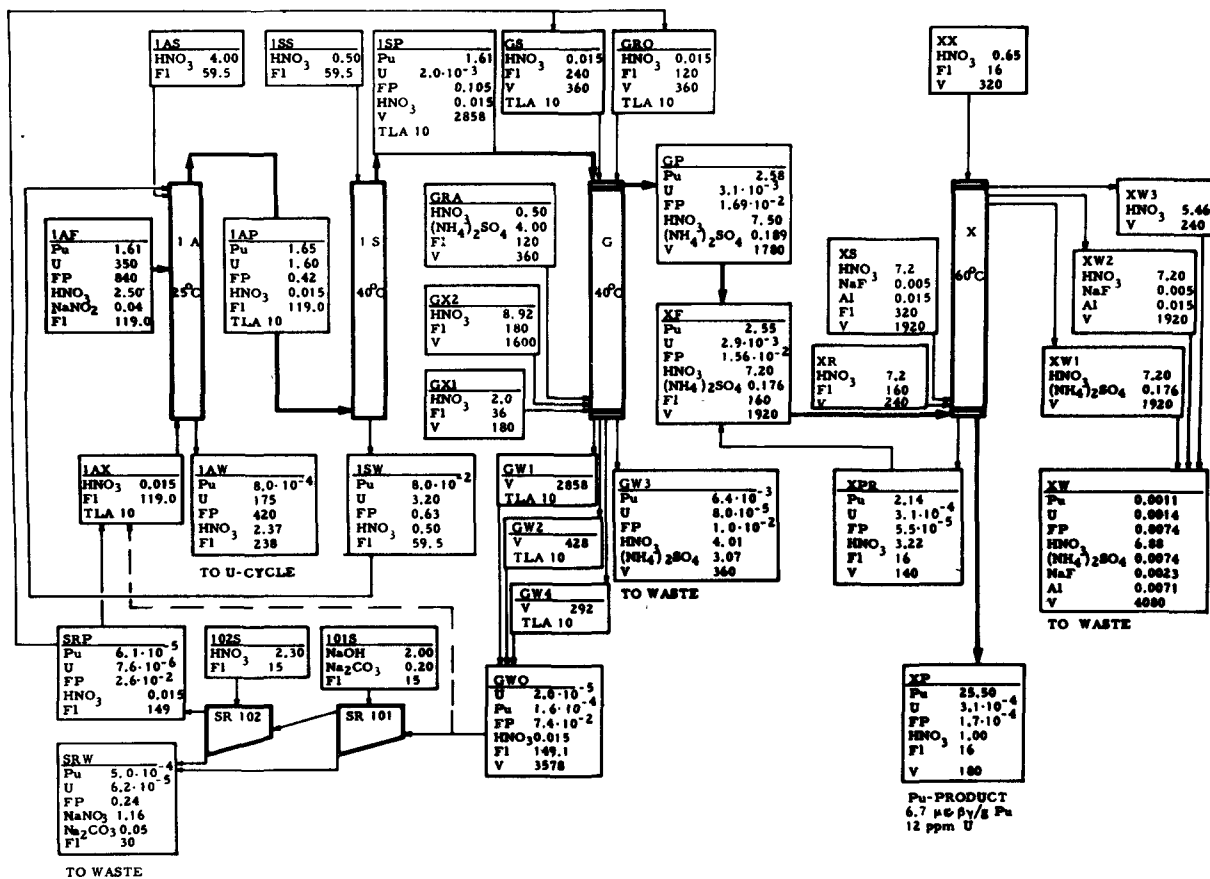 1AS
HNO3 4.00
Fl 59.5
1SS
HNO3 0.50
Fl 59.5
1SP
Pu 1.61
U 2.0·10-3
FP 0.105
HNO3 0.015
V 2858
TLA 10
GS
HNO3 0.015
Fl 240
V 360
TLA 10
GRO
HNO3 0.015
Fl 120
V 360
TLA 10
XX
HNO3 0.65
Fl 16
V 320
1AF
Pu 1.61
U 350
FP 840
HNO3 2.50
NaNO2 0.04
Fl 119.0
1A
25°C
1AP
Pu 1.65
U 1.60
FP 0.42
HNO3 0.015
Fl 119.0
TLA 10
1S
40°C
GRA
HNO3 0.50
(NH4)2SO4 4.00
Fl 120
V 360
GX2
HNO3 8.92
Fl 180
V 1600
GX1
HNO3 2.0
Fl 36
V 180
G
40°C
GP
Pu 2.58
U 3.1·10-3
FP 1.69·10-2
HNO3 7.50
(NH4)2SO4 0.189
V 1780
XF
Pu 2.55
U 2.9·10-3
FP 1.56·10-2
HNO3 7.20
(NH4)2SO4 0.176
Fl 160
V 1920
XS
HNO3 7.2
NaF 0.005
Al 0.015
Fl 320
V 1920
XR
HNO3 7.2
Fl 160
V 240
X
60°C
XW3
HNO3 5.46
V 240
XW2
HNO3 7.20
NaF 0.005
Al 0.015
V 1920
XW1
HNO3 7.20
(NH4)2SO4 0.176
V 1920
1AX
HNO3 0.015
Fl 119.0
TLA 10
1AW
Pu 8.0·10-4
U 175
FP 420
HNO3 2.37
Fl 238
TO U-CYCLE
1SW
Pu 8.0·10-2
U 3.20
FP 0.63
HNO3 0.50
Fl 59.5
GW1
V 2858
TLA 10
GW2
V 428
TLA 10
GW4
V 292
TLA 10
GW3
Pu 6.4·10-3
U 8.0·10-5
FP 1.0·10-2
HNO3 4.01
(NH4)2SO4 3.07
V 360
TO WASTE
XPR
Pu 2.14
U 3.1·10-4
FP 5.5·10-5
HNO3 3.22
Fl 16
V 140
XW
Pu 0.0011
U 0.0014
FP 0.0074
HNO3 6.88
(NH4)2SO4 0.0074
NaF 0.0023
Al 0.0071
V 4080
TO WASTE
SRP
Pu 6.1·10-5
U 7.6·10-6
FP 2.6·10-2
HNO3 0.015
Fl 149
102S
HNO3 2.30
Fl 15
101S
NaOH 2.00
Na2CO3 0.20
Fl 15
SR 102
SR 101
GWO
U 2.0·10-5
Pu 1.6·10-4
FP 7.4·10-2
HNO3 0.015
Fl 149.1
V 3578
XP
Pu 25.50
U 3.1·10-4
FP 1.7·10-4
HNO3 1.00
Fl 16
V 180
Pu-PRODUCT
6.7 μc βγ/g Pu
12 ppm U
SRW
Pu 5.0·10-4
U 6.2·10-5
FP 0.24
NaNO3 1.16
Na2CO3 0.05
Fl 30
TO WASTE